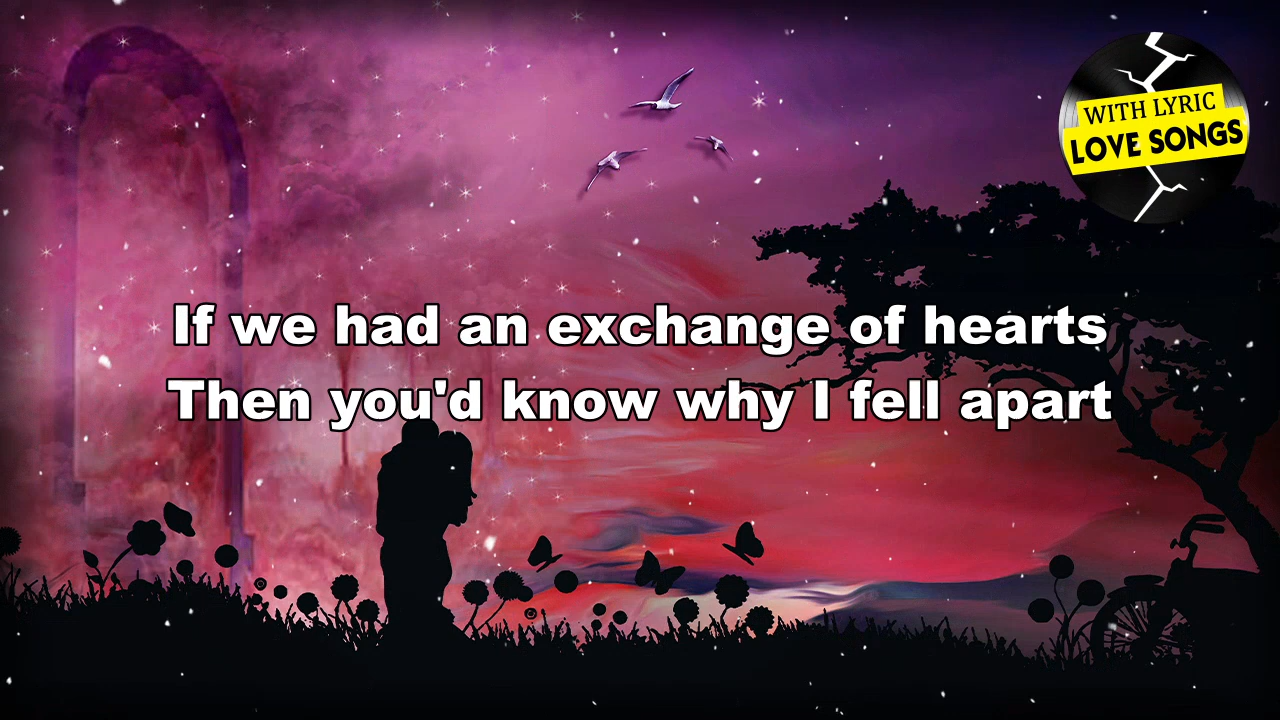 WITH LYRIC
LOVE SONGS
If we had an exchange of hearts
Then you'd know why I fell apart